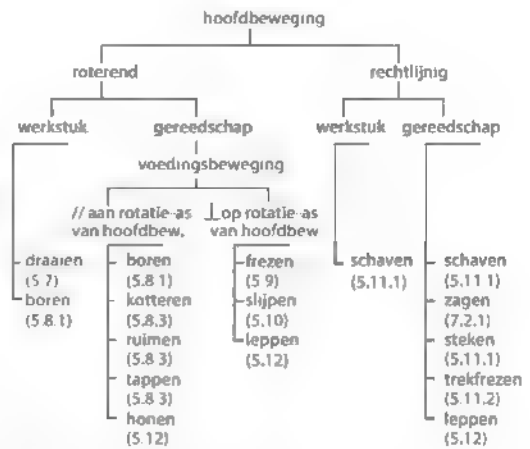 hoofdbeweging
roterend
rechtlijnig
werkstuk
gereedschap
werkstuk
gereedschap
voedingsbeweging
// aan rotatie-as
van hoofdbew.
⊥ op rotatie-as
van hoofdbew
draaien
(5.7)
boren
(5.8.1)
boren
(5.8.1)
kotteren
(5.8.3)
ruimen
(5.8.3)
tappen
(5.8.3)
honen
(5.12)
frezen
(5.9)
slijpen
(5.10)
leppen
(5.12)
schaven
(5.11.1)
schaven
(5.11.1)
zagen
(7.2.1)
steken
(5.11.1)
trekfrezen
(5.11.2)
leppen
(5.12)